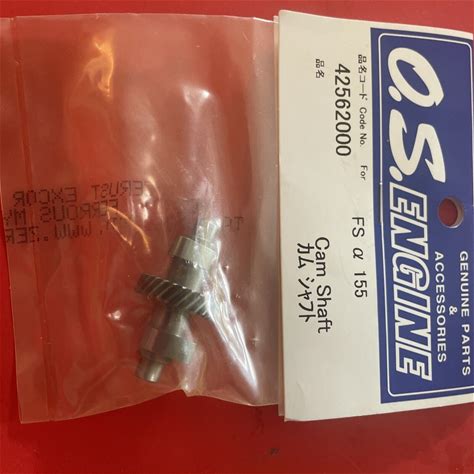 O.S.ENGINE
GENUINE PARTS
&
ACCESSORIES
品名コード Code No. For
42562000 FS α 155
品名 Cam Shaft
カム シャフト